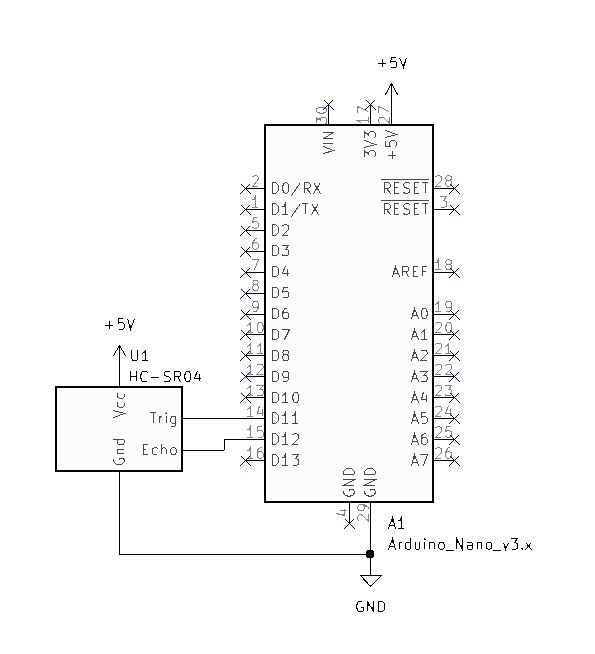 +5V
30
17
27
VIN
3V3
+5V
2 D0/RX
RESET 28
1 D1/TX
RESET 3
5 D2
6 D3
7 D4
AREF 18
8 D5
9 D6
A0 19
10 D7
A1 20
11 D8
A2 21
12 D9
A3 22
13 D10
A4 23
14 D11
A5 24
15 D12
A6 25
16 D13
A7 26
+5V
U1
HC-SR04
Vcc
Trig
Gnd
Echo
GND
GND
4
29
A1
Arduino_Nano_v3.x
GND